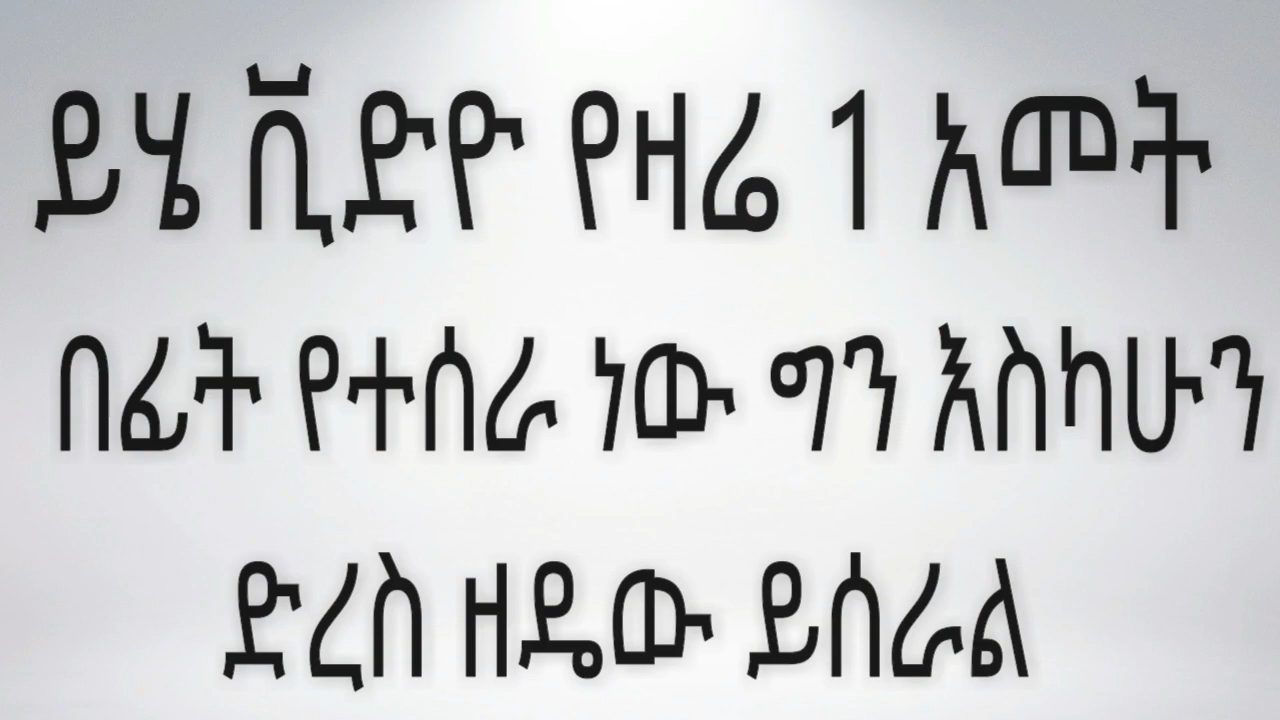 ይሄ ቪድዮ የዛሬ 1 አመት
በፊት የተሰራ ነው ግን እስካሁን
ድረስ ዘዴው ይሰራል